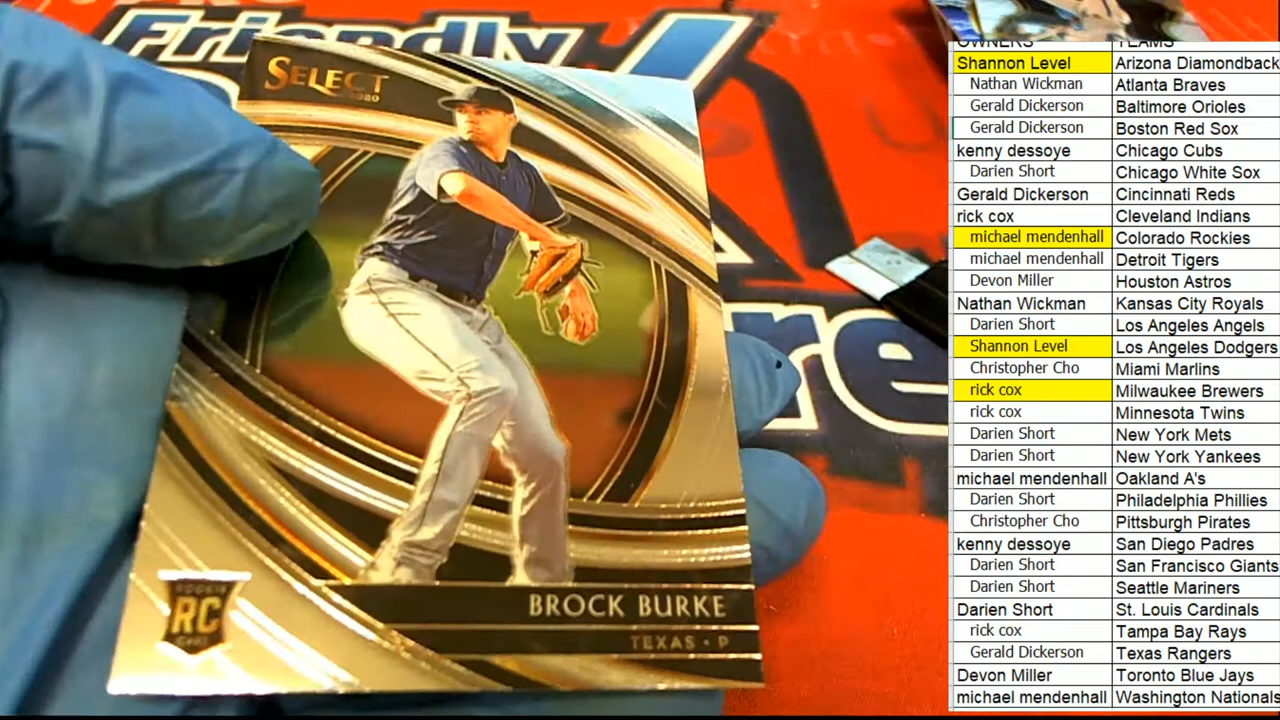 Friendly
re
SELECT
2020
ROOKIE
RC
BROCK BURKE
TEXAS • P
OWNERS TEAMS
Shannon Level Arizona Diamondback
Nathan Wickman Atlanta Braves
Gerald Dickerson Baltimore Orioles
Gerald Dickerson Boston Red Sox
kenny dessoye Chicago Cubs
Darien Short Chicago White Sox
Gerald Dickerson Cincinnati Reds
rick cox Cleveland Indians
michael mendenhall Colorado Rockies
michael mendenhall Detroit Tigers
Devon Miller Houston Astros
Nathan Wickman Kansas City Royals
Darien Short Los Angeles Angels
Shannon Level Los Angeles Dodgers
Christopher Cho Miami Marlins
rick cox Milwaukee Brewers
rick cox Minnesota Twins
Darien Short New York Mets
Darien Short New York Yankees
michael mendenhall Oakland A's
Darien Short Philadelphia Phillies
Christopher Cho Pittsburgh Pirates
kenny dessoye San Diego Padres
Darien Short San Francisco Giants
Darien Short Seattle Mariners
Darien Short St. Louis Cardinals
rick cox Tampa Bay Rays
Gerald Dickerson Texas Rangers
Devon Miller Toronto Blue Jays
michael mendenhall Washington Nationals